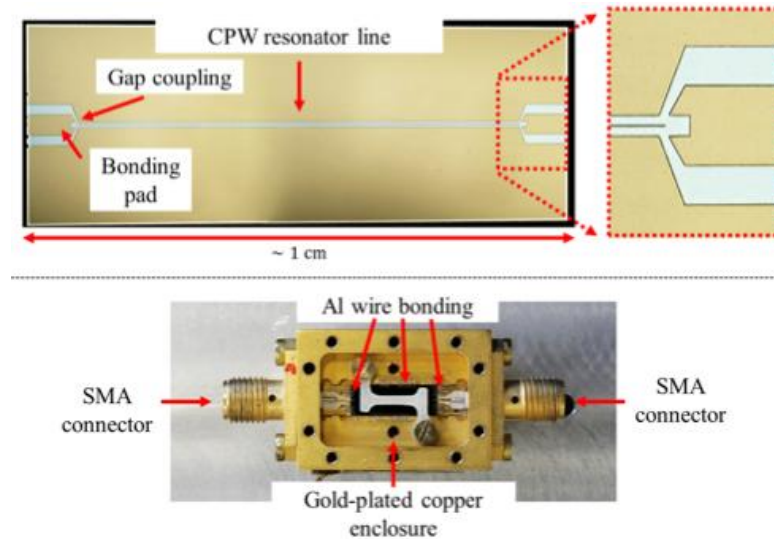 CPW resonator line
Gap coupling
Bonding
pad
~ 1 cm
Al wire bonding
SMA
connector
SMA
connector
Gold-plated copper
enclosure